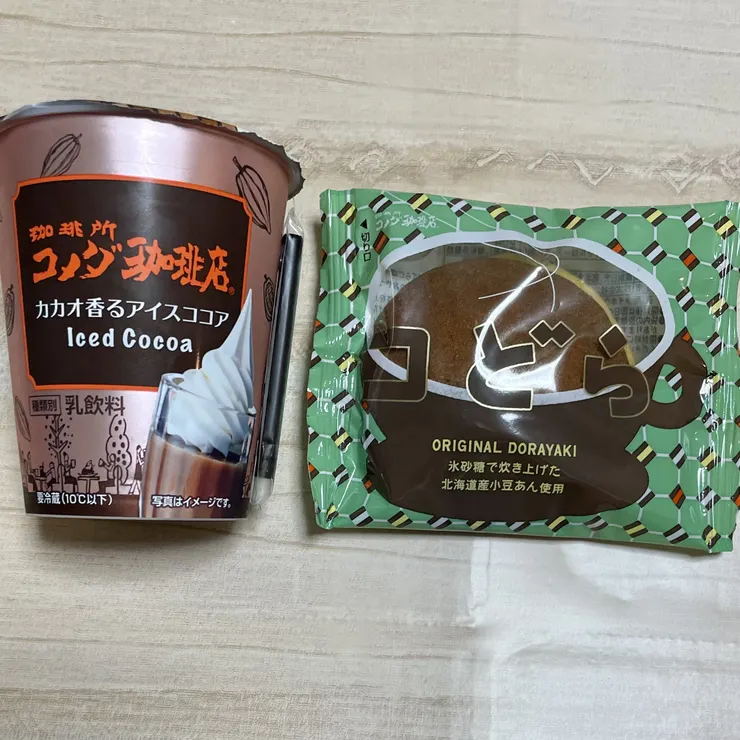 珈琲所
コメダ珈琲店®
カカオ香るアイスココア
Iced Cocoa
種類別 乳飲料
要冷蔵(10℃以下)
写真はイメージです。
コメダ珈琲店
切り口
コどら
ORIGINAL DORAYAKI
氷砂糖で炊き上げた
北海道産小豆あん使用